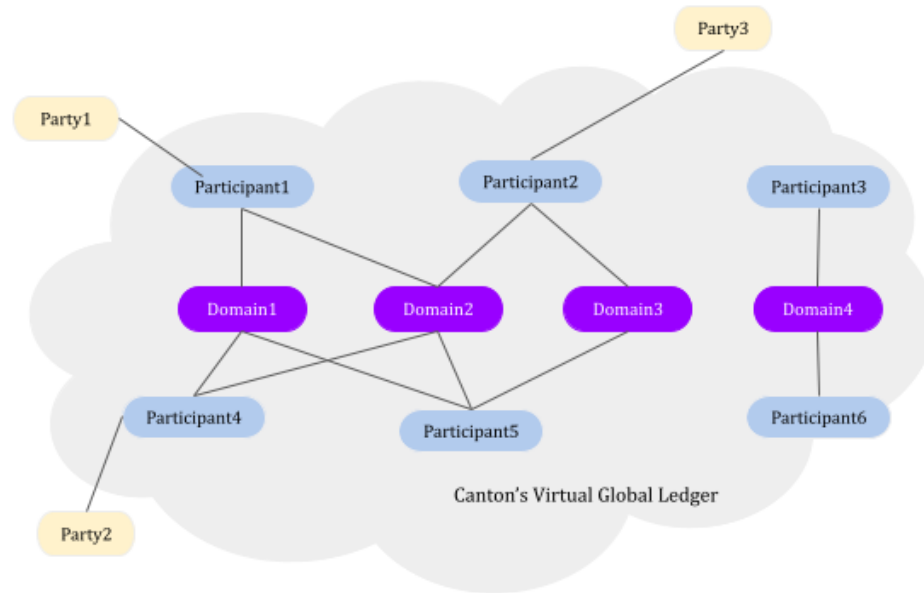 Party3
Party1
Participant1
Participant2
Participant3
Domain1
Domain2
Domain3
Domain4
Participant4
Participant5
Participant6
Canton's Virtual Global Ledger
Party2